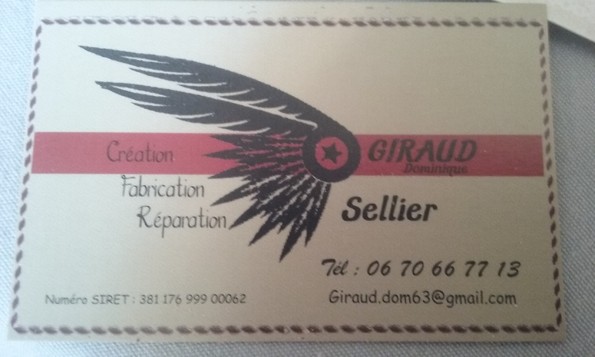 Création
Fabrication
Réparation
GIRAUD
Dominique
Sellier
Tél : 06 70 66 77 13
Numéro SIRET : 381 176 999 00062
Giraud.dom63@gmail.com